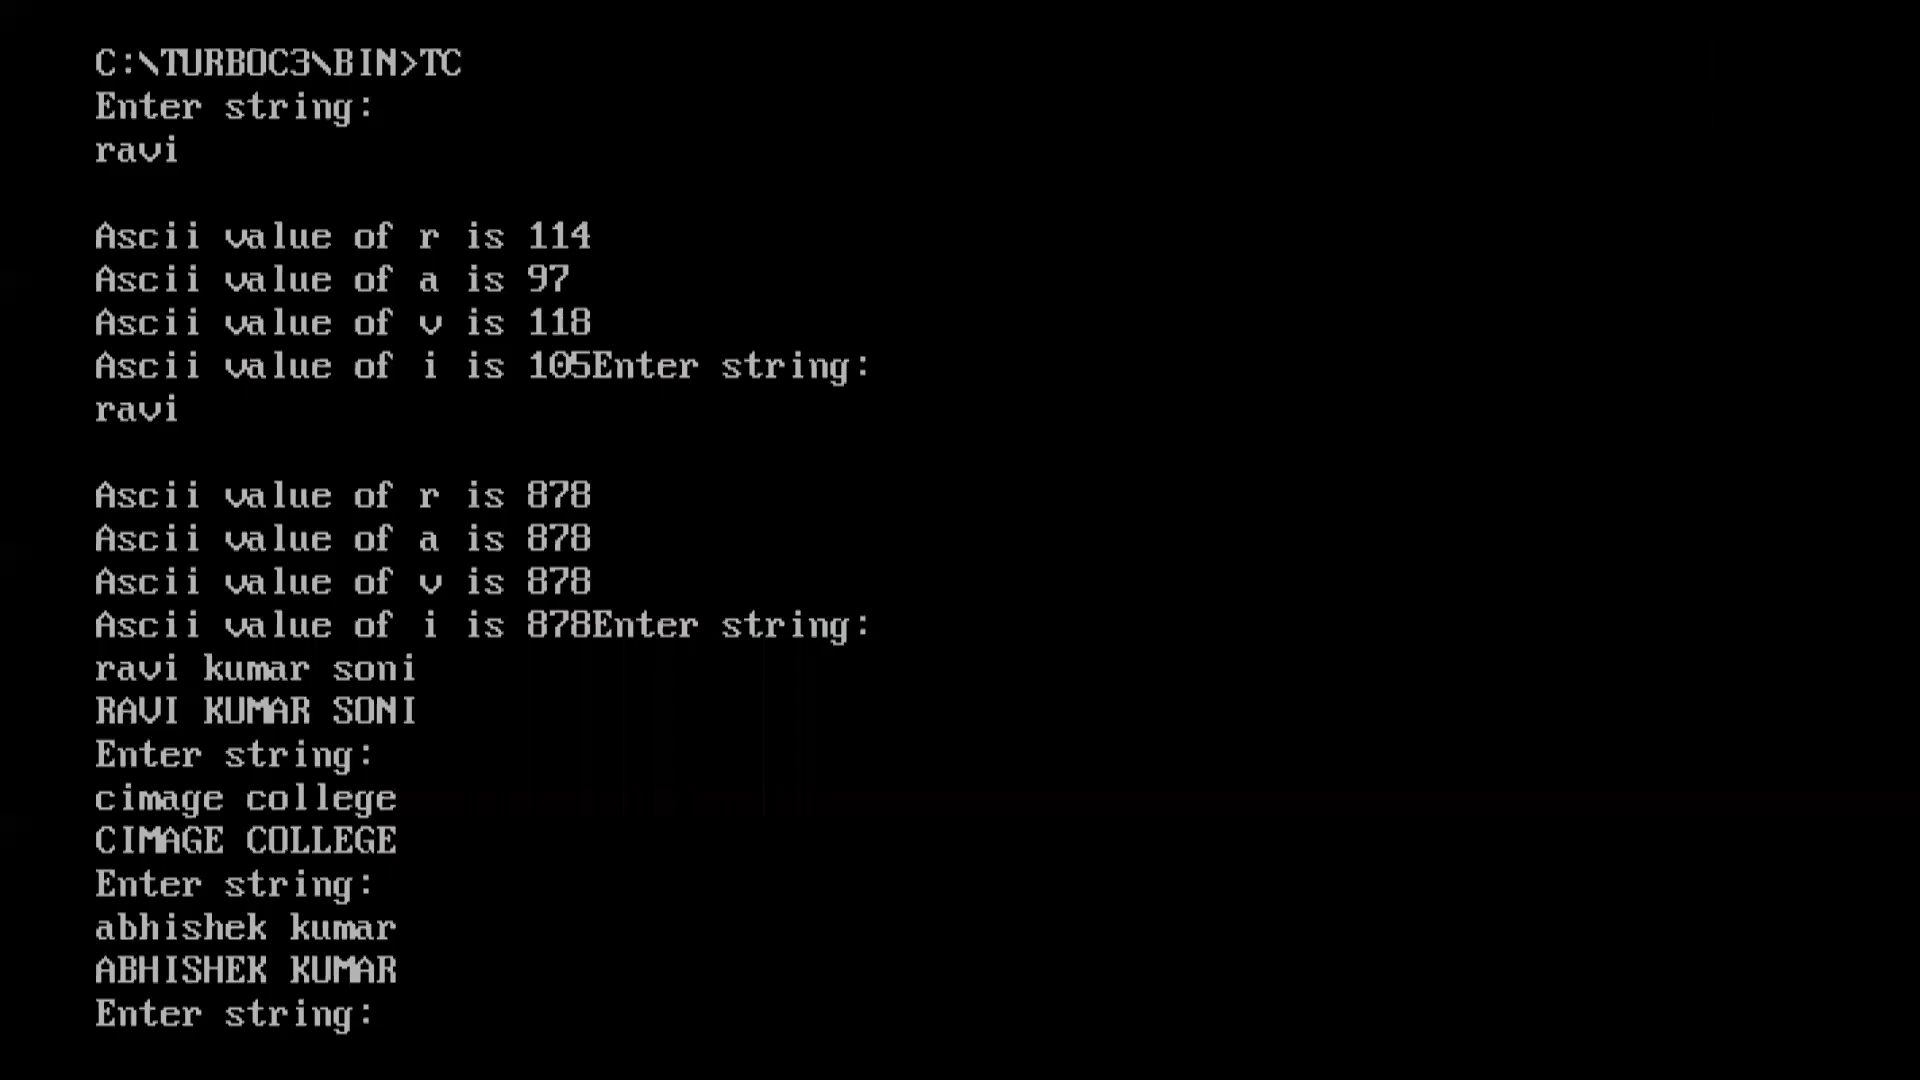 C:\TURBOC3\BIN>TC
Enter string:
ravi
Ascii value of r is 114
Ascii value of a is 97
Ascii value of v is 118
Ascii value of i is 105Enter string:
ravi
Ascii value of r is 878
Ascii value of a is 878
Ascii value of v is 878
Ascii value of i is 878Enter string:
ravi kumar soni
RAVI KUMAR SONI
Enter string:
cimage college
CIMAGE COLLEGE
Enter string:
abhishek kumar
ABHISHEK KUMAR
Enter string: